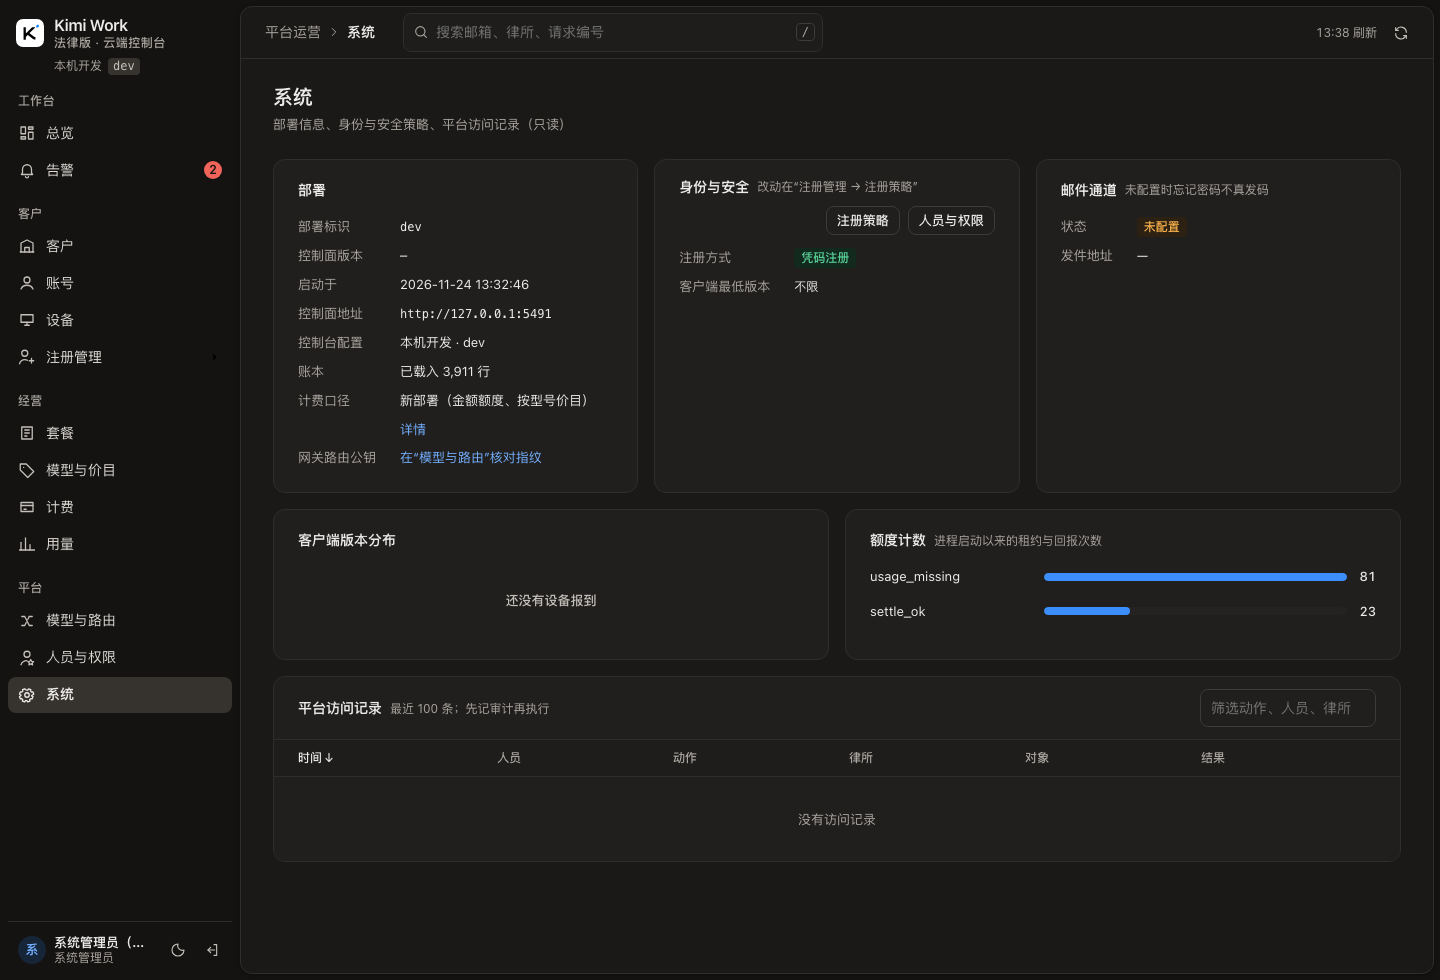 Kimi Work
法律版 · 云端控制台
本机开发 dev
工作台
总览
告警 2
客户
客户
账号
设备
注册管理
经营
套餐
模型与价目
计费
用量
平台
模型与路由
人员与权限
系统
系 系统管理员（...
系统管理员
平台运营 > 系统
搜索邮箱、律所、请求编号 /
13:38 刷新
系统
部署信息、身份与安全策略、平台访问记录（只读）
部署
部署标识 dev
控制面版本 —
启动于 2026-11-24 13:32:46
控制面地址 http://127.0.0.1:5491
控制台配置 本机开发 · dev
账本 已载入 3,911 行
计费口径 新部署（金额额度、按型号价目）
详情
网关路由公钥 在“模型与路由”核对指纹
身份与安全 改动在“注册管理 → 注册策略”
注册策略 人员与权限
注册方式 凭码注册
客户端最低版本 不限
邮件通道 未配置时忘记密码不真发码
状态 未配置
发件地址 —
客户端版本分布
还没有设备报到
额度计数 进程启动以来的租约与回报次数
usage_missing 81
settle_ok 23
平台访问记录 最近 100 条；先记审计再执行
筛选动作、人员、律所
时间↓ 人员 动作 律所 对象 结果
没有访问记录